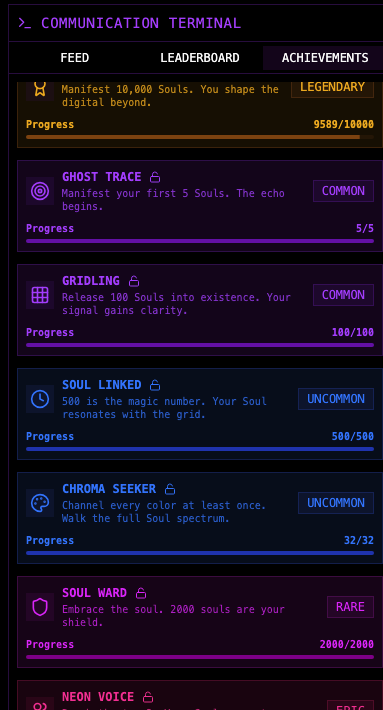 >_ COMMUNICATION TERMINAL
FEED LEADERBOARD ACHIEVEMENTS
Manifest 10,000 Souls. You shape the
digital beyond.
LEGENDARY
Progress 9589/10000
GHOST TRACE
Manifest your first 5 Souls. The echo
begins.
COMMON
Progress 5/5
GRIDLING
Release 100 Souls into existence. Your
signal gains clarity.
COMMON
Progress 100/100
SOUL LINKED
500 is the magic number. Your Soul
resonates with the grid.
UNCOMMON
Progress 500/500
CHROMA SEEKER
Channel every color at least once.
Walk the full Soul spectrum.
UNCOMMON
Progress 32/32
SOUL WARD
Embrace the soul. 2000 souls are your
shield.
RARE
Progress 2000/2000
NEON VOICE
EPIC